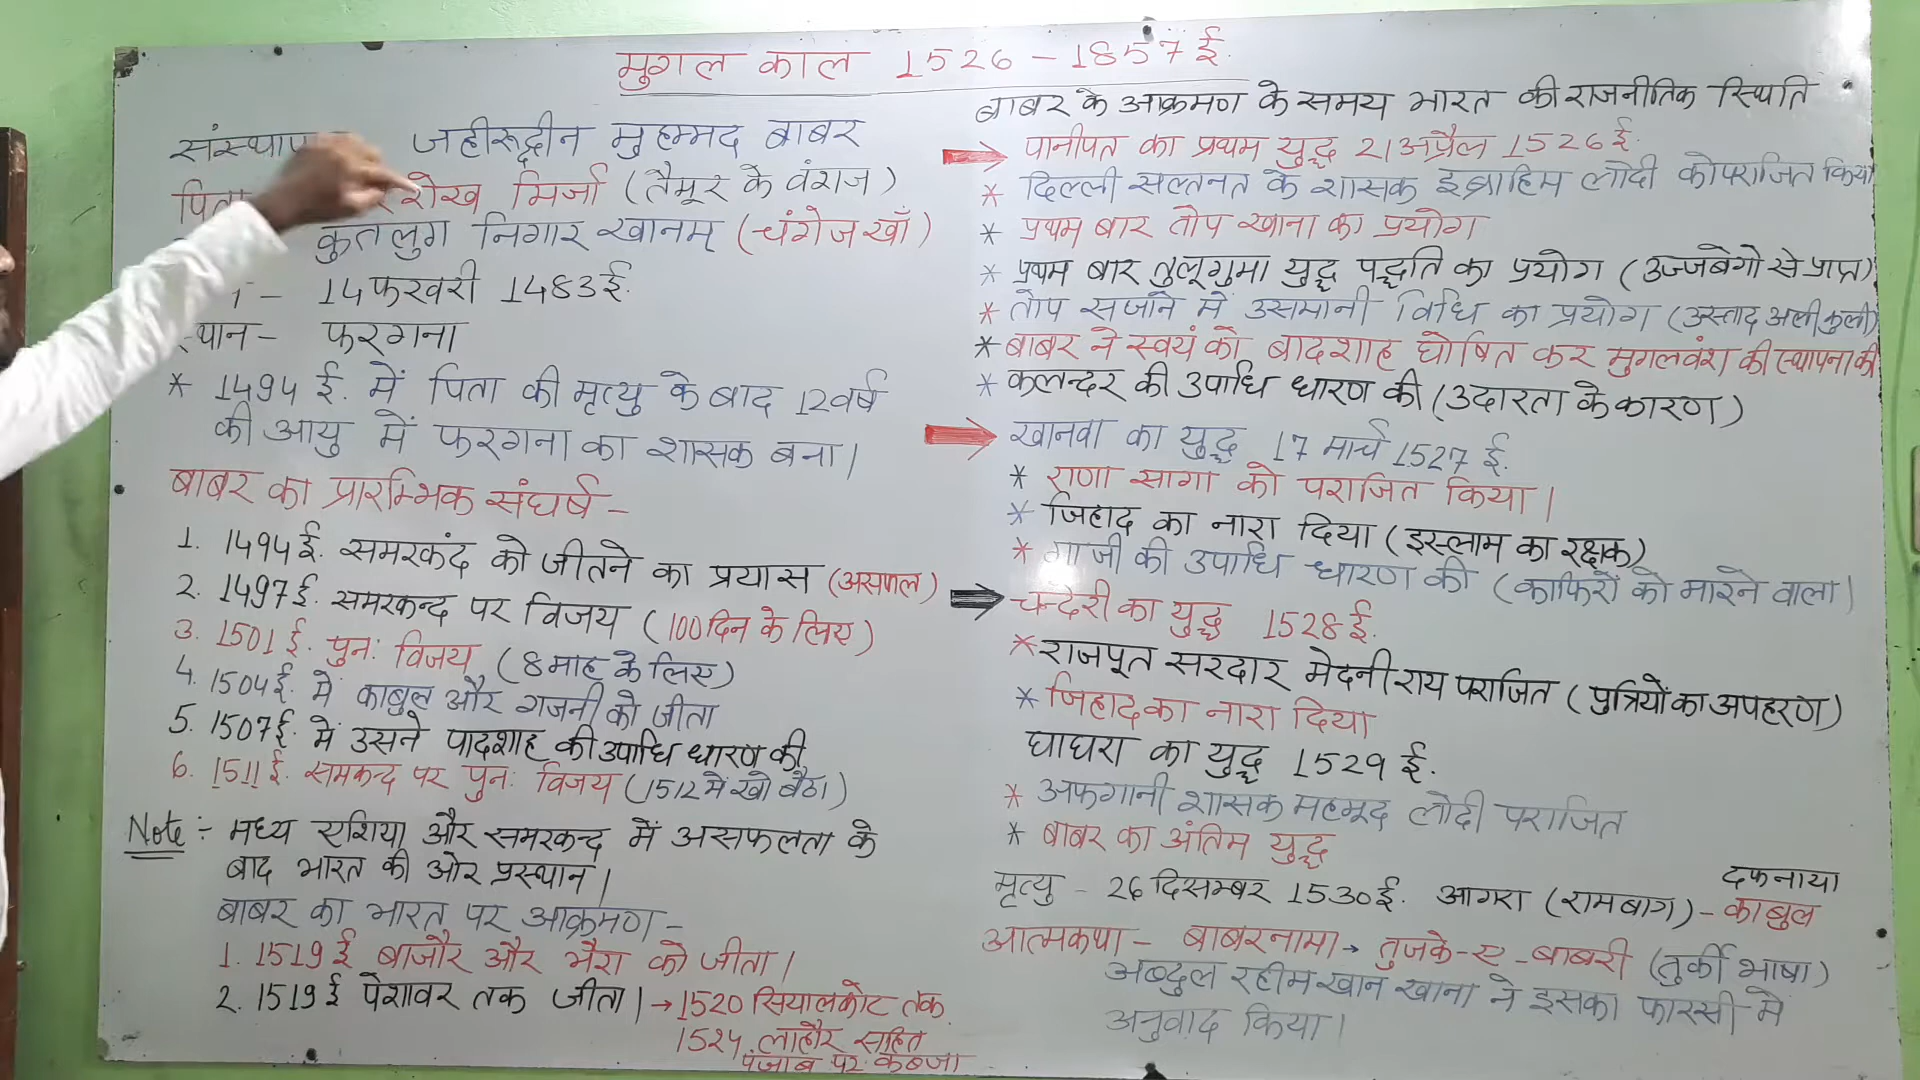 मुगल काल 1526 - 1857 ई.
जहीरूद्दीन मुहम्मद बाबर
शेख मिर्जा (तैमूर के वंशज)
कुतलुग निगार खानम् (चंगेज खाँ)
- 14 फरवरी 1483 ई.
फरगना
* 1494 ई. में पिता की मृत्यु के बाद 12 वर्ष
की आयु में फरगना का शासक बना।
बाबर का प्रारम्भिक संघर्ष -
1. 1494 ई. समरकंद को जीतने का प्रयास (असफल)
2. 1497 ई. समरकन्द पर विजय (100 दिन के लिए)
3. 1501 ई. पुनः विजय (8 माह के लिए)
4. 1504 ई. में काबुल और गजनी को जीता
5. 1507 ई. में उसने पादशाह की उपाधि धारण की
6. 1511 ई. समकन्द पर पुनः विजय (1512 में खो बैठा)
Note :- मध्य एशिया और समरकन्द में असफलता के
बाद भारत की ओर प्रस्थान।
बाबर का भारत पर आक्रमण -
1. 1519 ई बाजौर और भैरा को जीता।
2. 1519 ई पेशावर तक जीता। → 1520 सियालकोट तक
1524. लाहौर सहित
पंजाब पर कब्जा
बाबर के आक्रमण के समय भारत की राजनीतिक स्थिति
पानीपत का प्रथम युद्ध 21 अप्रैल 1526 ई.
* दिल्ली सल्तनत के शासक इब्राहिम लोदी को पराजित किया
* प्रथम बार तोप खाना का प्रयोग
* प्रथम बार तुलूगुमा युद्ध पद्धति का प्रयोग (उज्जबेगो से प्राप्त)
* तोप सजाने में उसमानी विधि का प्रयोग (उस्ताद अली कुली)
* बाबर ने स्वयं को बादशाह घोषित कर मुगल वंश की स्थापना की
* कलन्दर की उपाधि धारण की (उदारता के कारण)
खानवा का युद्ध 17 मार्च 1527 ई.
* राणा सागा को पराजित किया।
* जिहाद का नारा दिया (इस्लाम का रक्षक)
* गाजी की उपाधि धारण की (काफिरों को मारने वाला)
चन्देरी का युद्ध 1528 ई.
* राजपूत सरदार मेदनी राय पराजित (पुत्रियों का अपहरण)
* जिहाद का नारा दिया
घाघरा का युद्ध 1529 ई.
* अफगानी शासक महमूद लोदी पराजित
* बाबर का अंतिम युद्ध
दफनाया
मृत्यु - 26 दिसम्बर 1530 ई. आगरा (रामबाग) - काबुल
आत्मकथा - बाबरनामा → तुजके-ए-बाबरी (तुर्की भाषा)
अब्दुल रहीम खान खाना ने इसका फारसी मे
अनुवाद किया।